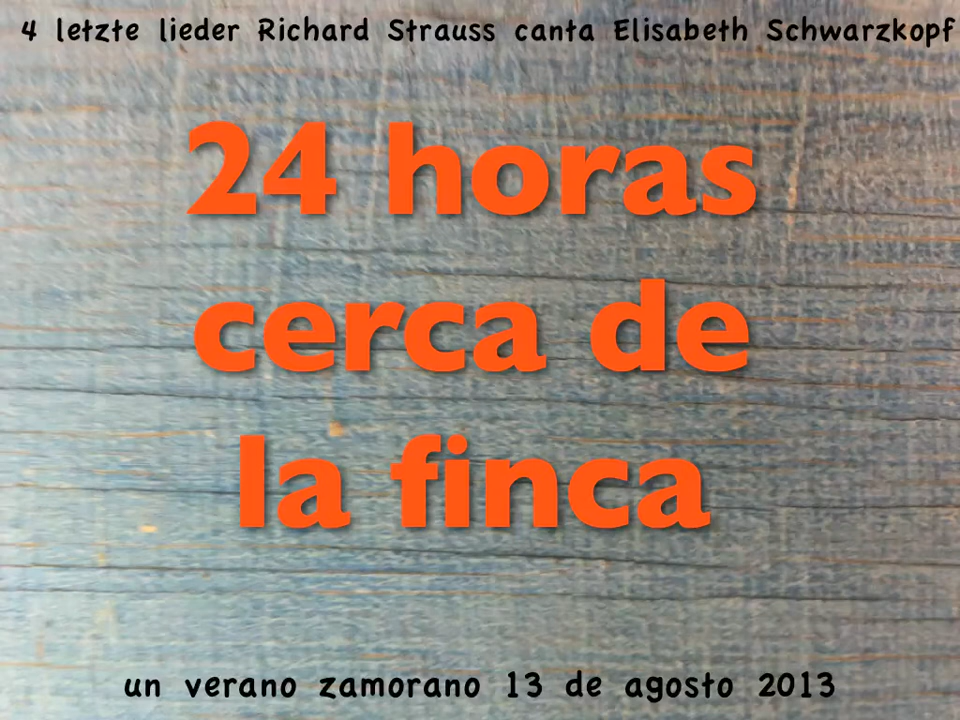 4 letzte lieder Richard Strauss canta Elisabeth Schwarzkopf
24 horas
cerca de
la finca
un verano zamorano 13 de agosto 2013